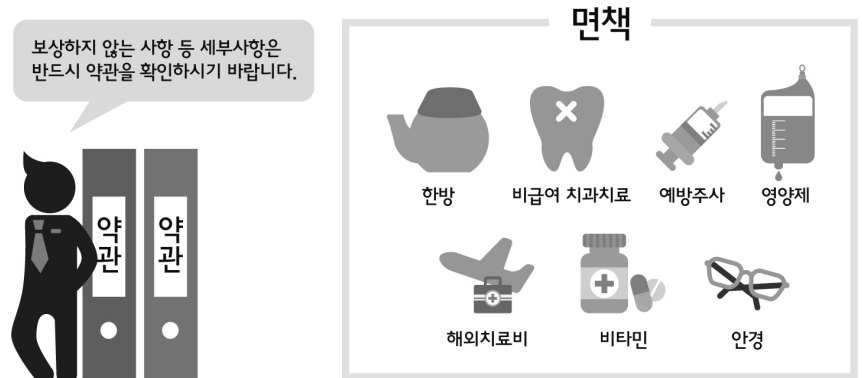 보상하지 않는 사항 등 세부사항은
반드시 약관을 확인하시기 바랍니다.
약관
약관
면책
한방
비급여 치과치료
예방주사
영양제
해외치료비
비타민
안경